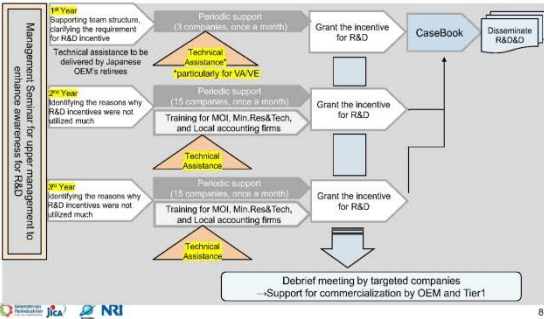 Management Seminar for upper management to
enhance awareness for R&D
1st Year
Supporting team structure,
clarifying the requirement
for R&D incentive
Technical assistance to be
delivered by Japanese
OEM's retirees
Periodic support
(3 companies, once a month)
Technical
Assistance*
*particularly for VA/VE
Grant the incentive
for R&D
CaseBook
Disseminate
R&D&D
2nd Year
Identifying the reasons why
R&D incentives were not
utilized much
Periodic support
(15 companies, once a month)
Training for MOI, Min.Res&Tech,
and Local accounting firms
Technical
Assistance
Grant the incentive
for R&D
3rd Year
Identifying the reasons why
R&D incentives were not
utilized much
Periodic support
(15 companies, once a month)
Training for MOI, Min.Res&Tech,
and Local accounting firms
Technical
Assistance
Grant the incentive
for R&D
Debrief meeting by targeted companies
→Support for commercialization by OEM and Tier1
jICA
NRI
8